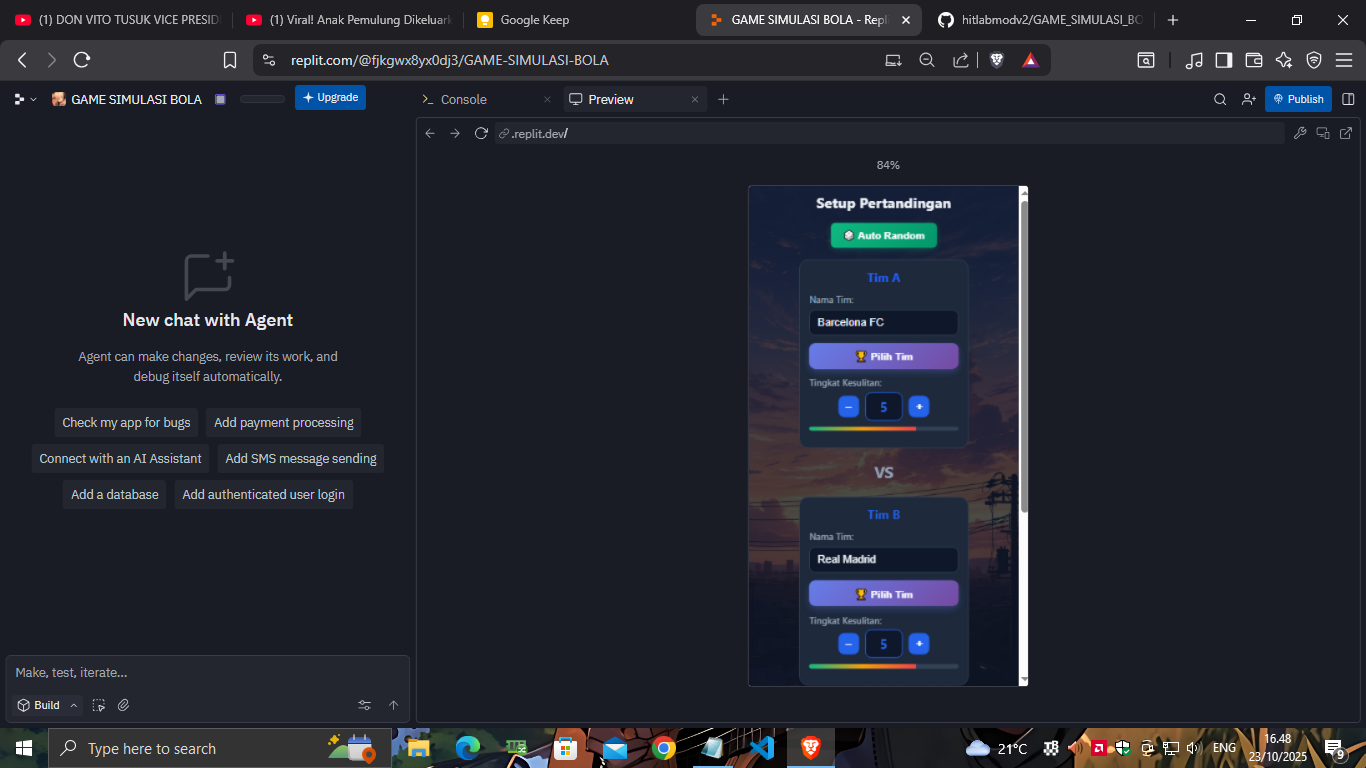 (1) DON VITO TUSUK VICE PRESID
(1) Viral! Anak Pemulung Dikeluark
Google Keep
GAME SIMULASI BOLA - Repli
hitlabmodv2/GAME_SIMULASI_BO
replit.com/@fjkgwx8yx0dj3/GAME-SIMULASI-BOLA
GAME SIMULASI BOLA
Upgrade
Console
Preview
Publish
.replit.dev/
84%
New chat with Agent
Agent can make changes, review its work, and
debug itself automatically.
Check my app for bugs
Add payment processing
Connect with an AI Assistant
Add SMS message sending
Add a database
Add authenticated user login
Make, test, iterate...
Build
Setup Pertandingan
Auto Random
Tim A
Nama Tim:
Barcelona FC
Pilih Tim
Tingkat Kesulitan:
− 5 +
VS
Tim B
Nama Tim:
Real Madrid
Pilih Tim
Tingkat Kesulitan:
− 5 +
Type here to search
21°C
ENG
16.48
23/10/2025
9